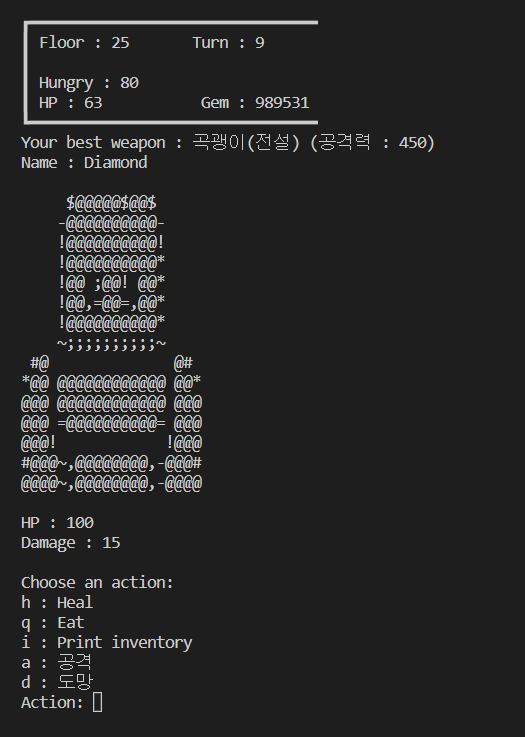 Floor : 25       Turn : 9
Hungry : 80
HP : 63           Gem : 989531
Your best weapon : 곡괭이(전설) (공격력 : 450)
Name : Diamond
     $@@@@@$@@$
    -@@@@@@@@@@-
    !@@@@@@@@@@!
    !@@@@@@@@@@*
    !@@ ;@@! @@*
    !@@,=@@=,@@*
    !@@@@@@@@@@*
    ~;;;;;;;;;;~
 #@              @#
*@@ @@@@@@@@@@@@ @@*
@@@ @@@@@@@@@@@@ @@@
@@@ =@@@@@@@@@@= @@@
@@@!            !@@@
#@@@~,@@@@@@@@,-@@@#
@@@@~,@@@@@@@@,-@@@@
HP : 100
Damage : 15
Choose an action:
h : Heal
q : Eat
i : Print inventory
a : 공격
d : 도망
Action: